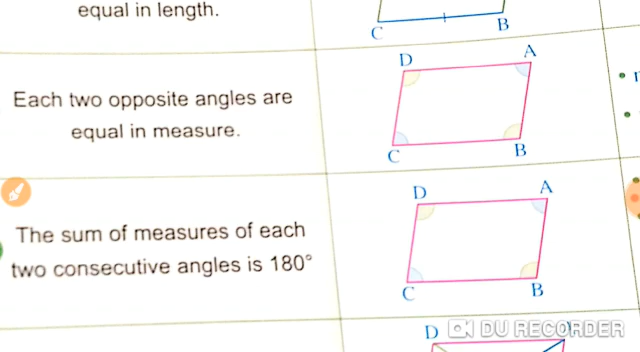 equal in length.
C B
D A
Each two opposite angles are
equal in measure.
C B
D A
The sum of measures of each
two consecutive angles is 180°
C B
D
DU RECORDER